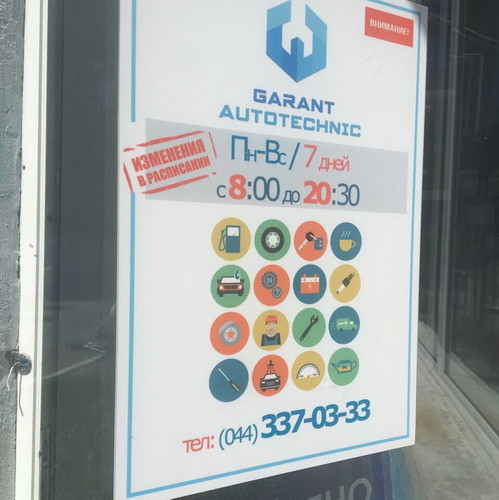 ВНИМАНИЕ!
GARANT
AUTOTECHNIC
ИЗМЕНЕНИЯ
В РАСПИСАНИИ
Пн-Вс / 7 дней
с 8:00 до 20:30
24
тел: (044) 337-03-33